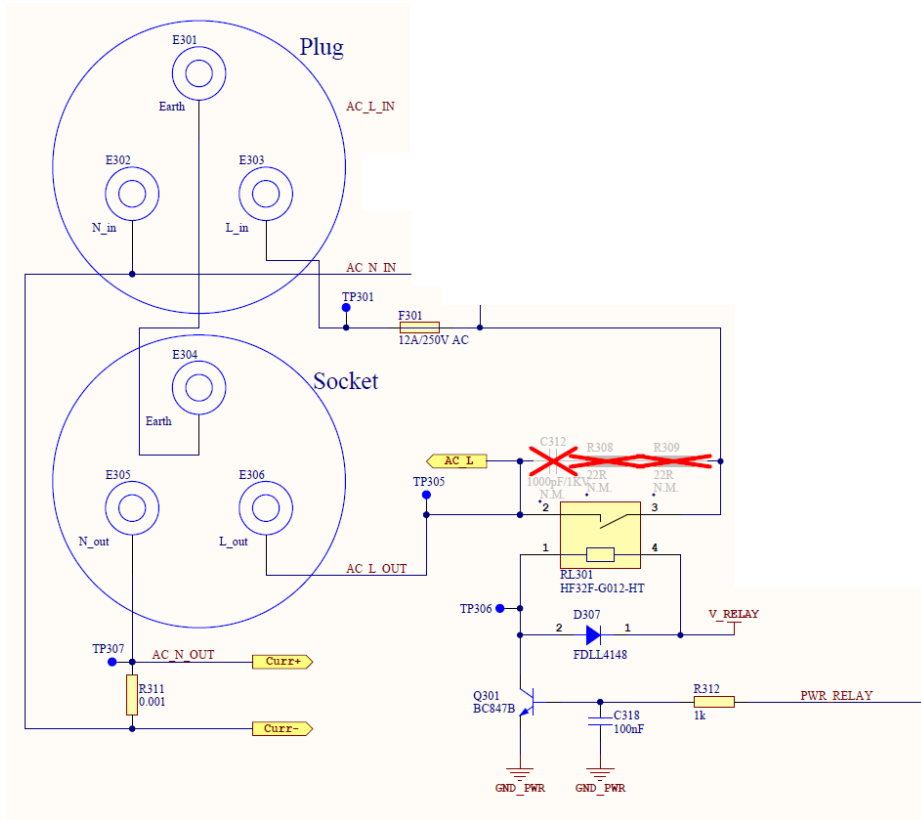 E301
Plug
Earth
AC_L_IN
E302
E303
N_in
L_in
AC_N_IN
TP301
F301
12A/250V AC
E304
Socket
Earth
C312
R308
R309
AC_L
1000pF/1KV
22R
22R
N.M.
N.M.
N.M.
TP305
E305
E306
2
3
N_out
L_out
1
4
AC_L_OUT
RL301
HF32F-G012-HT
TP306
D307
V_RELAY
2
1
FDLL4148
TP307
AC_N_OUT
Curr+
R311
0.001
Q301
BC847B
R312
PWR_RELAY
C318
100nF
1k
Curr-
GND_PWR
GND_PWR